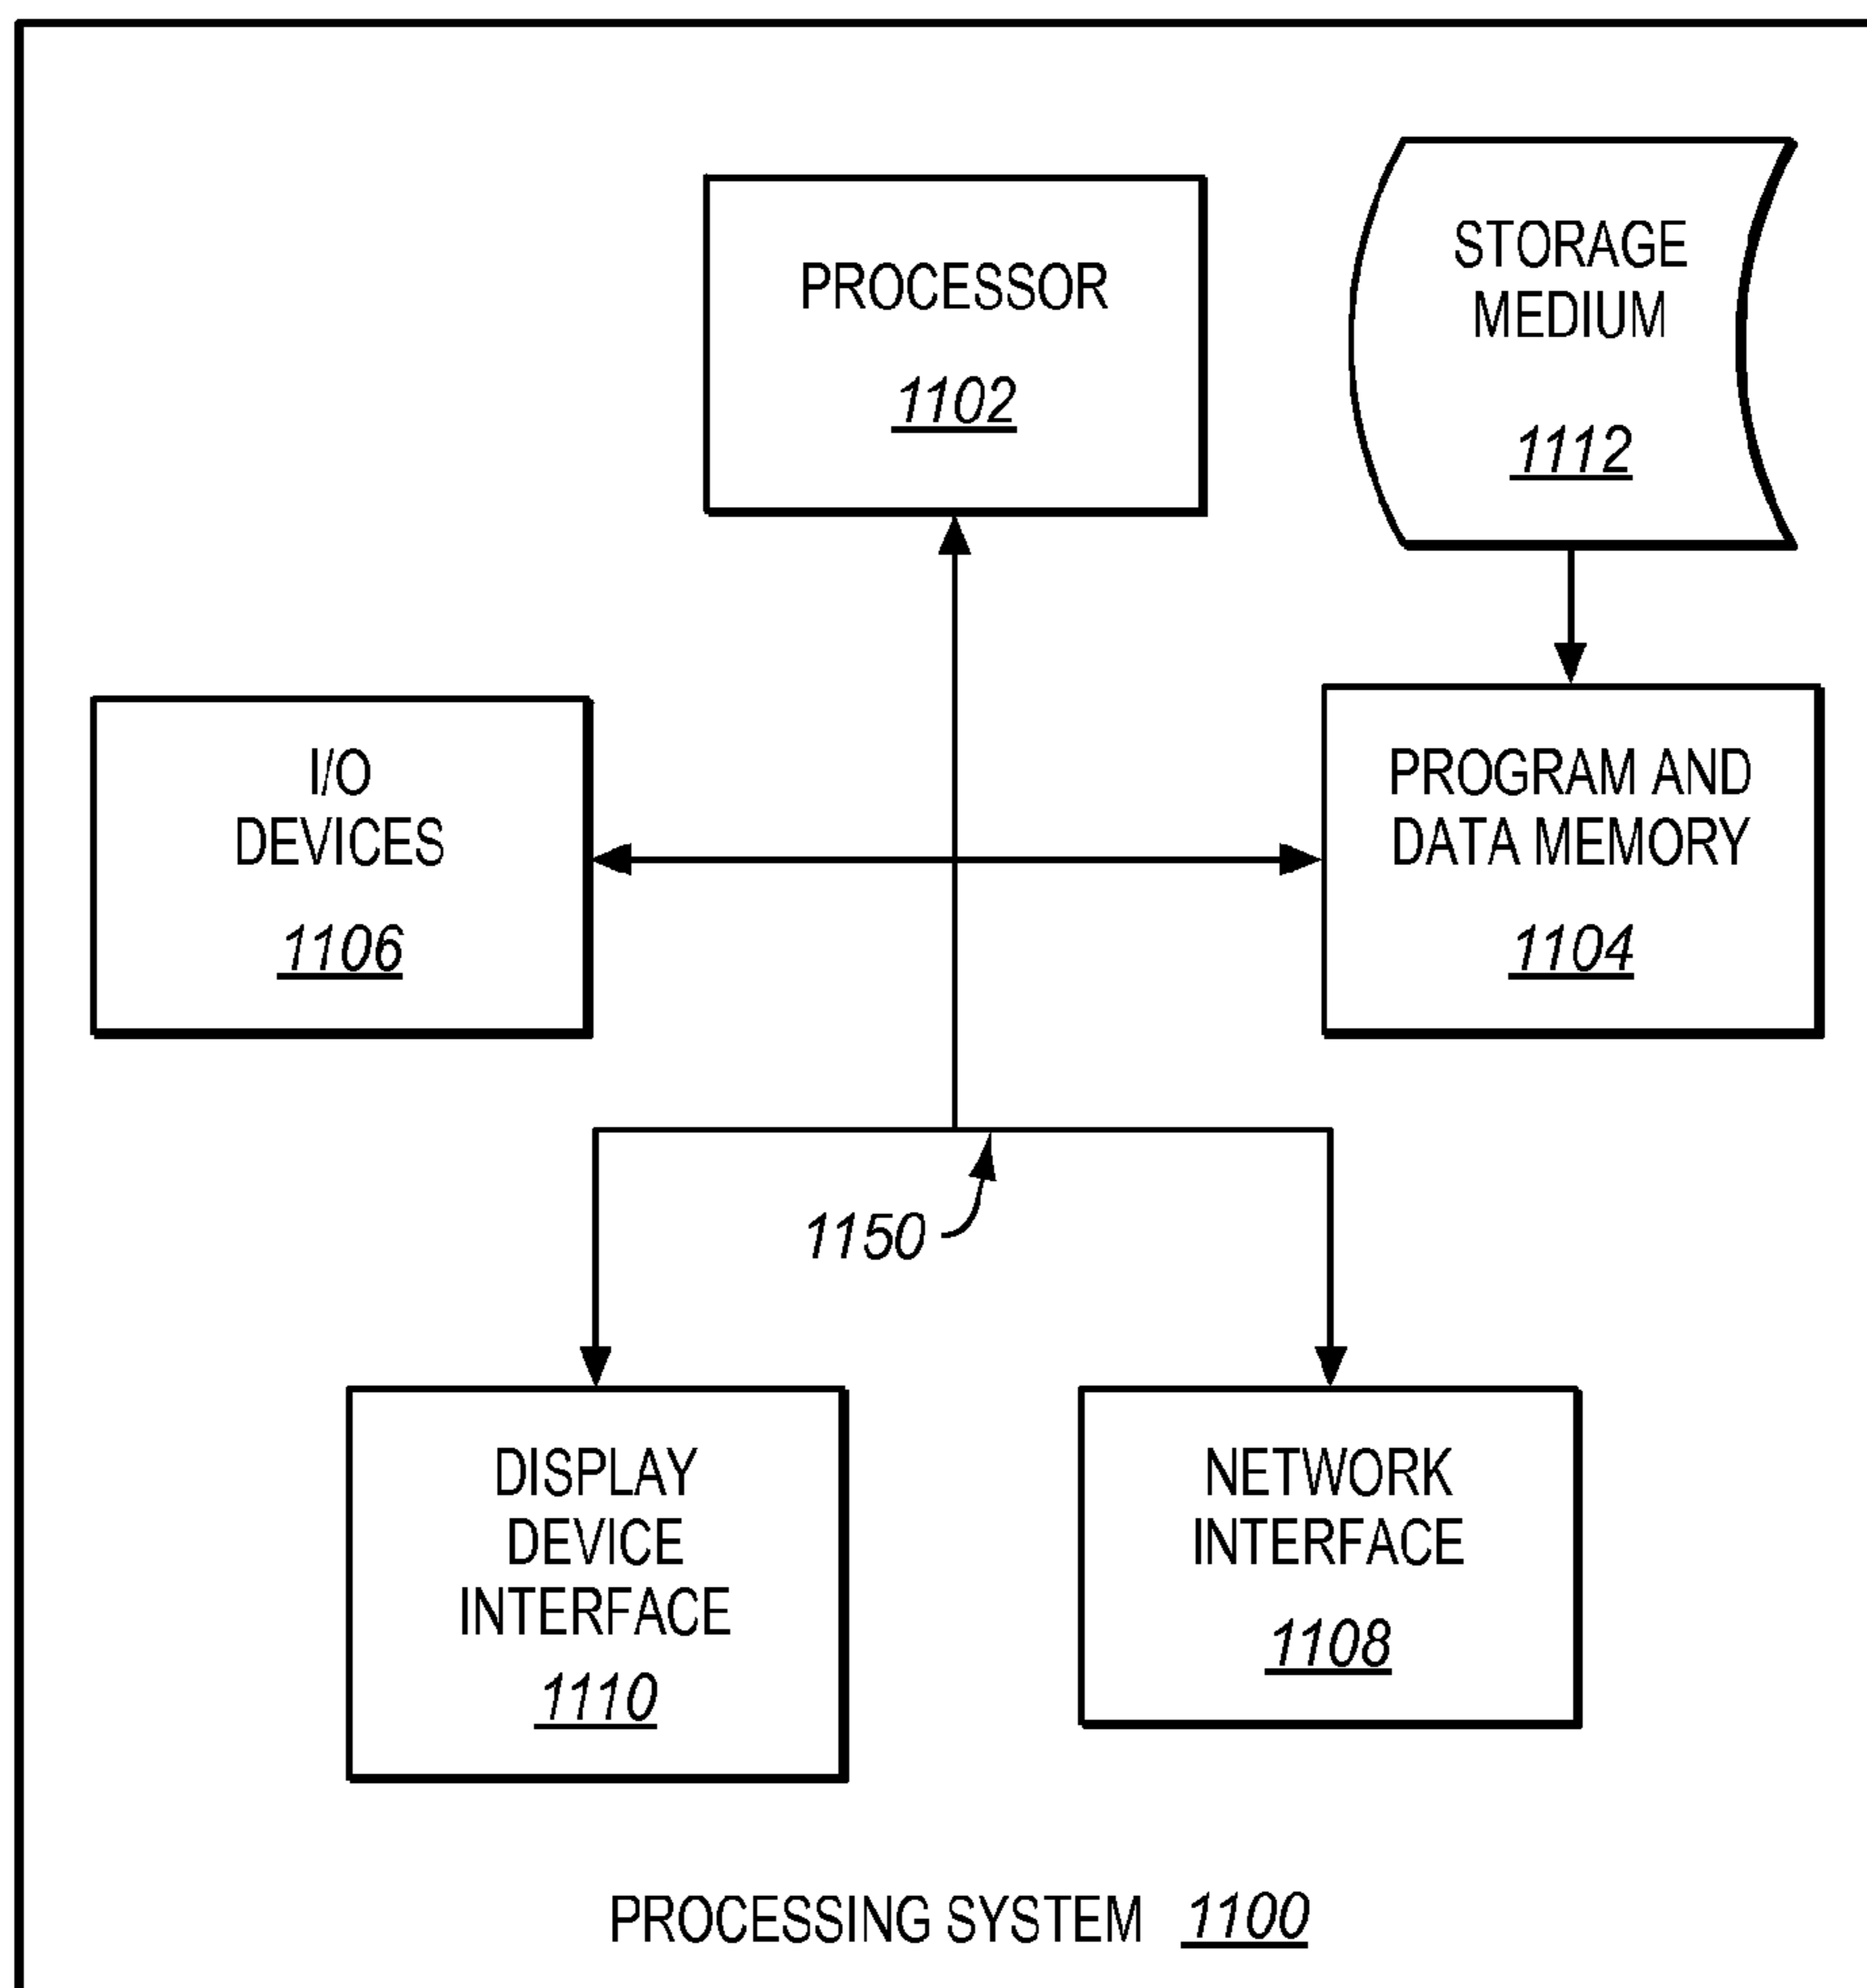 PROCESSOR
1102
STORAGE
MEDIUM
1112
I/O
DEVICES
1106
PROGRAM AND
DATA MEMORY
1104
1150
DISPLAY
DEVICE
INTERFACE
1110
NETWORK
INTERFACE
1108
PROCESSING SYSTEM 1100